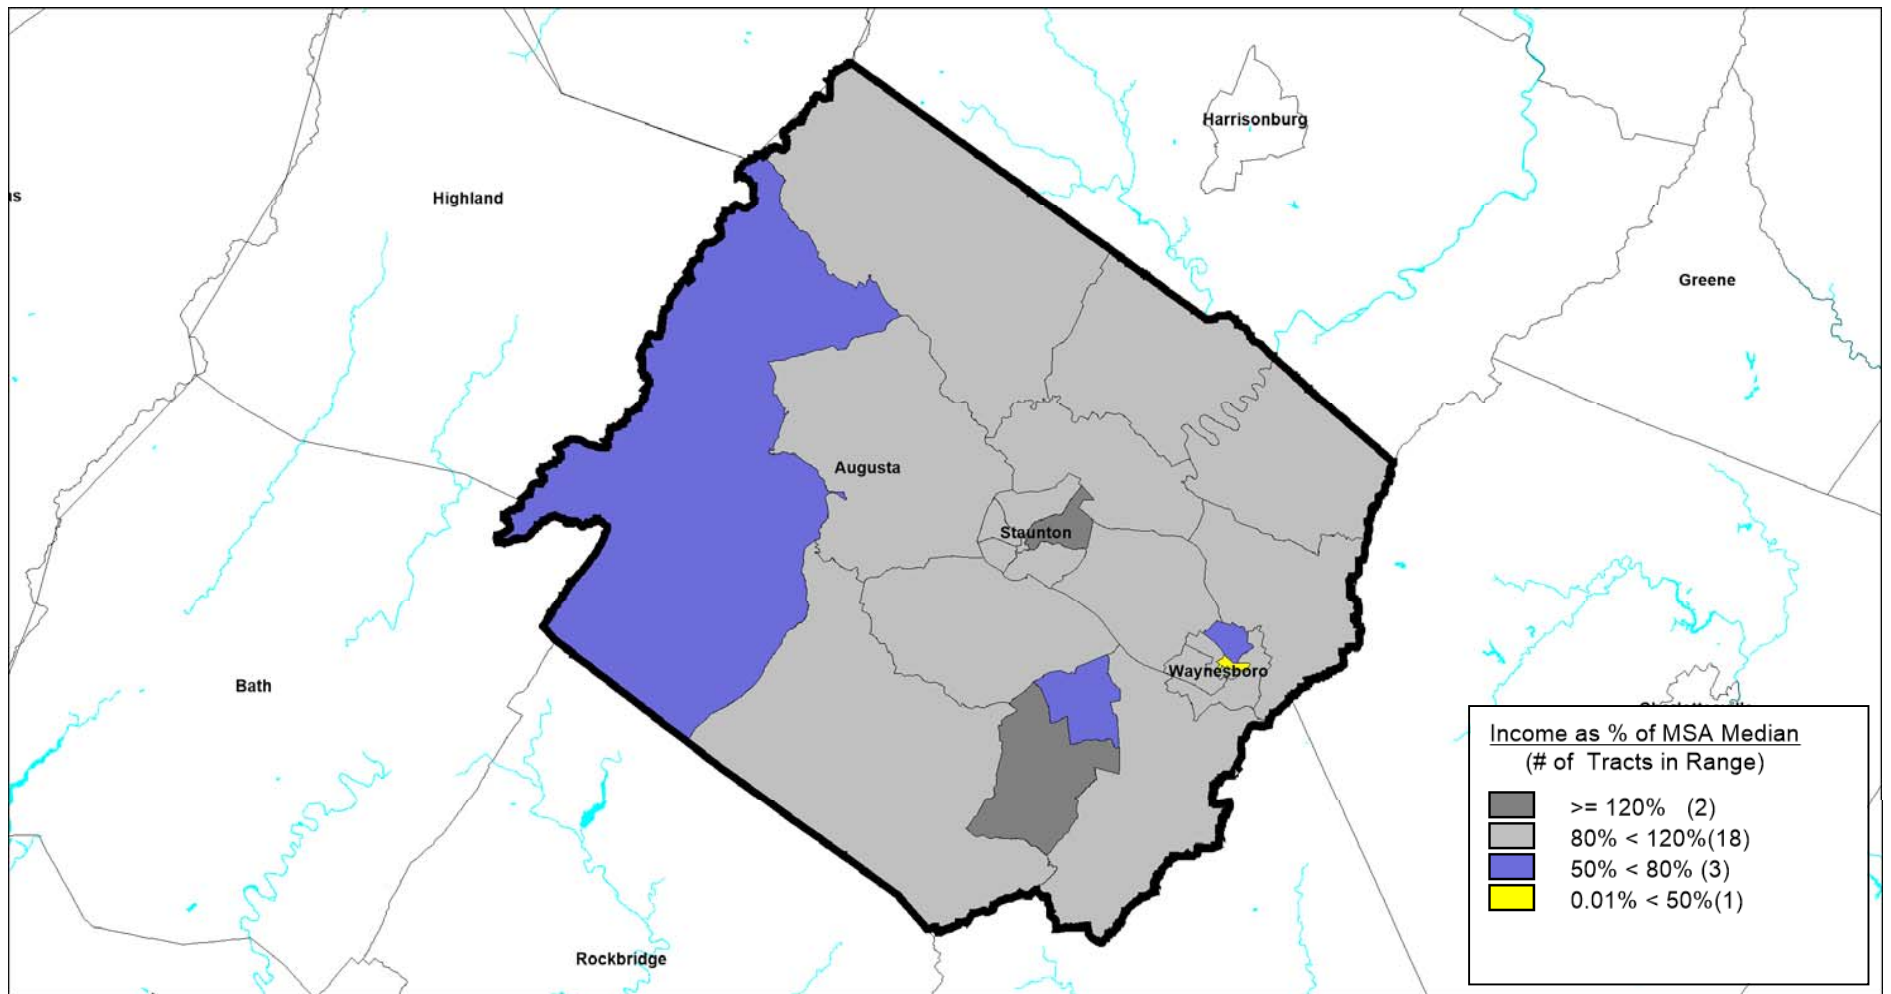 Harrisonburg
Highland
Greene
Augusta
Staunton
Waynesboro
Bath
Rockbridge
Income as % of MSA Median
(# of Tracts in Range)
>= 120% (2)
80% < 120%(18)
50% < 80% (3)
0.01% < 50%(1)